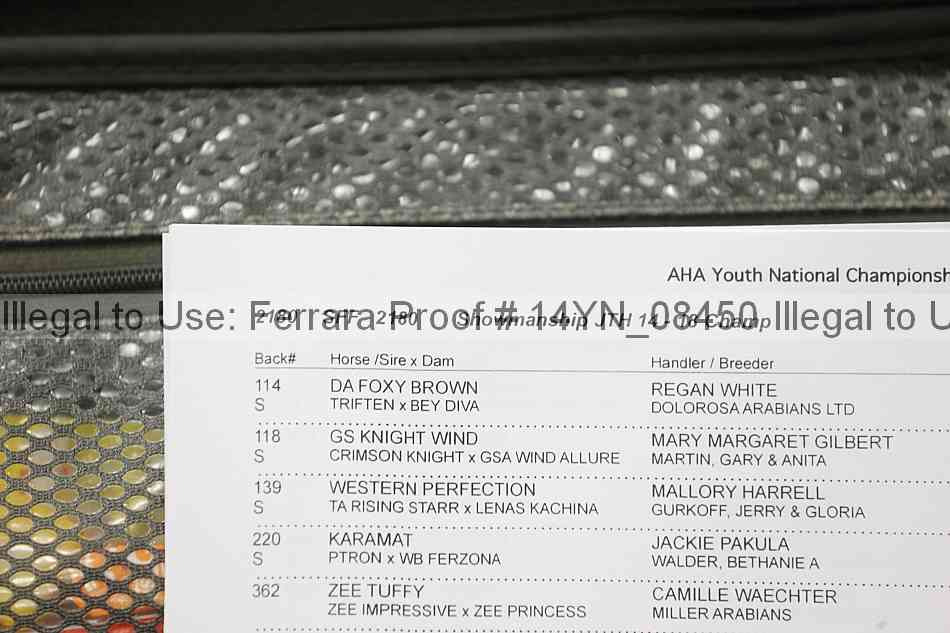 AHA Youth National Championsh
2180 SFF 2180 Showmanship JTH 14 - 18 Champ
Illegal to Use: Ferrara Proof # 14YN_08450, Illegal to U
Back# Horse /Sire x Dam Handler / Breeder
114 DA FOXY BROWN REGAN WHITE
S TRIFTEN x BEY DIVA DOLOROSA ARABIANS LTD
118 GS KNIGHT WIND MARY MARGARET GILBERT
S CRIMSON KNIGHT x GSA WIND ALLURE MARTIN, GARY & ANITA
139 WESTERN PERFECTION MALLORY HARRELL
S TA RISING STARR x LENAS KACHINA GURKOFF, JERRY & GLORIA
220 KARAMAT JACKIE PAKULA
S PTRON x WB FERZONA WALDER, BETHANIE A
362 ZEE TUFFY CAMILLE WAECHTER
ZEE IMPRESSIVE x ZEE PRINCESS MILLER ARABIANS